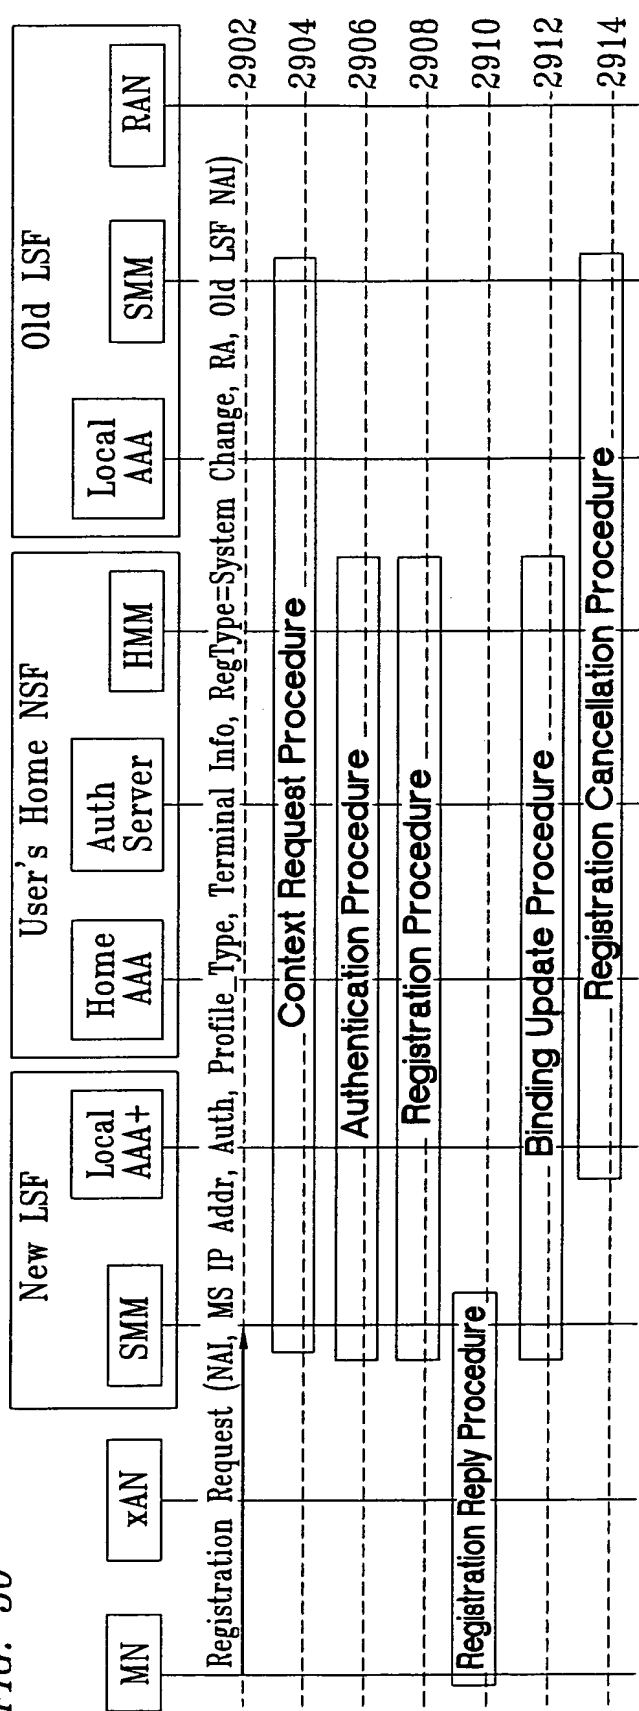 FIG. 30
New LSF
User's Home NSF
Old LSF
MN
xAN
SMM
Local
AAA+
Home
AAA
Auth
Server
HMM
Local
AAA
SMM
RAN
Registration Request (NAI, MS IP Addr, Auth, Profile_Type, Terminal Info, RegType=System Change, RA, Old LSF NAI)
2902
Context Request Procedure
2904
Authentication Procedure
2906
Registration Procedure
2908
Registration Reply Procedure
2910
Binding Update Procedure
2912
Registration Cancellation Procedure
2914